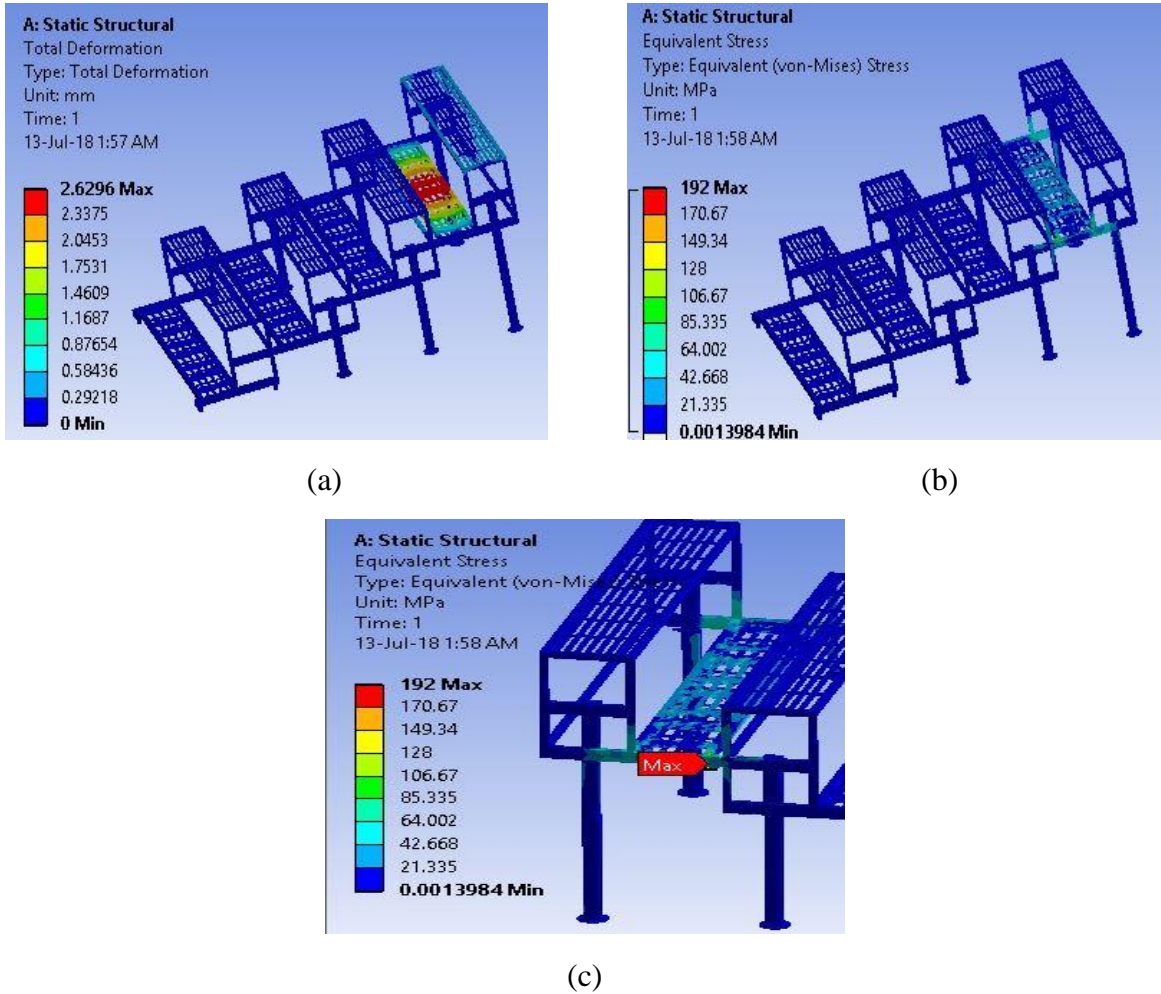 A: Static Structural
Total Deformation
Type: Total Deformation
Unit: mm
Time: 1
13-Jul-18 1:57 AM
2.6296 Max
2.3375
2.0453
1.7531
1.4609
1.1687
0.87654
0.58436
0.29218
0 Min
(a)
A: Static Structural
Equivalent Stress
Type: Equivalent (von-Mises) Stress
Unit: MPa
Time: 1
13-Jul-18 1:58 AM
192 Max
170.67
149.34
128
106.67
85.335
64.002
42.668
21.335
0.0013984 Min
(b)
A: Static Structural
Equivalent Stress
Type: Equivalent (von-Mises) Stress
Unit: MPa
Time: 1
13-Jul-18 1:58 AM
192 Max
170.67
149.34
128
106.67
85.335
64.002
42.668
21.335
0.0013984 Min
Max
(c)